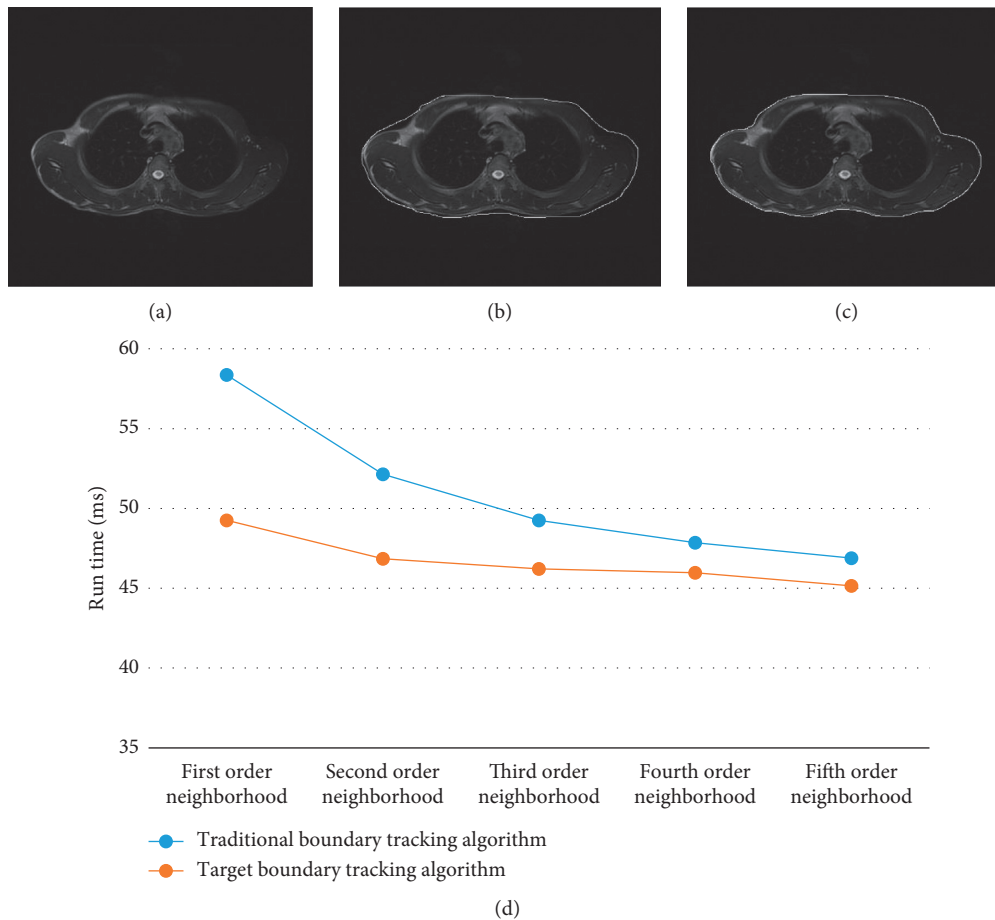 (a)
(b)
(c)
60
55
50
45
40
35
Run time (ms)
First order
neighborhood
Second order
neighborhood
Third order
neighborhood
Fourth order
neighborhood
Fifth order
neighborhood
Traditional boundary tracking algorithm
Target boundary tracking algorithm
(d)